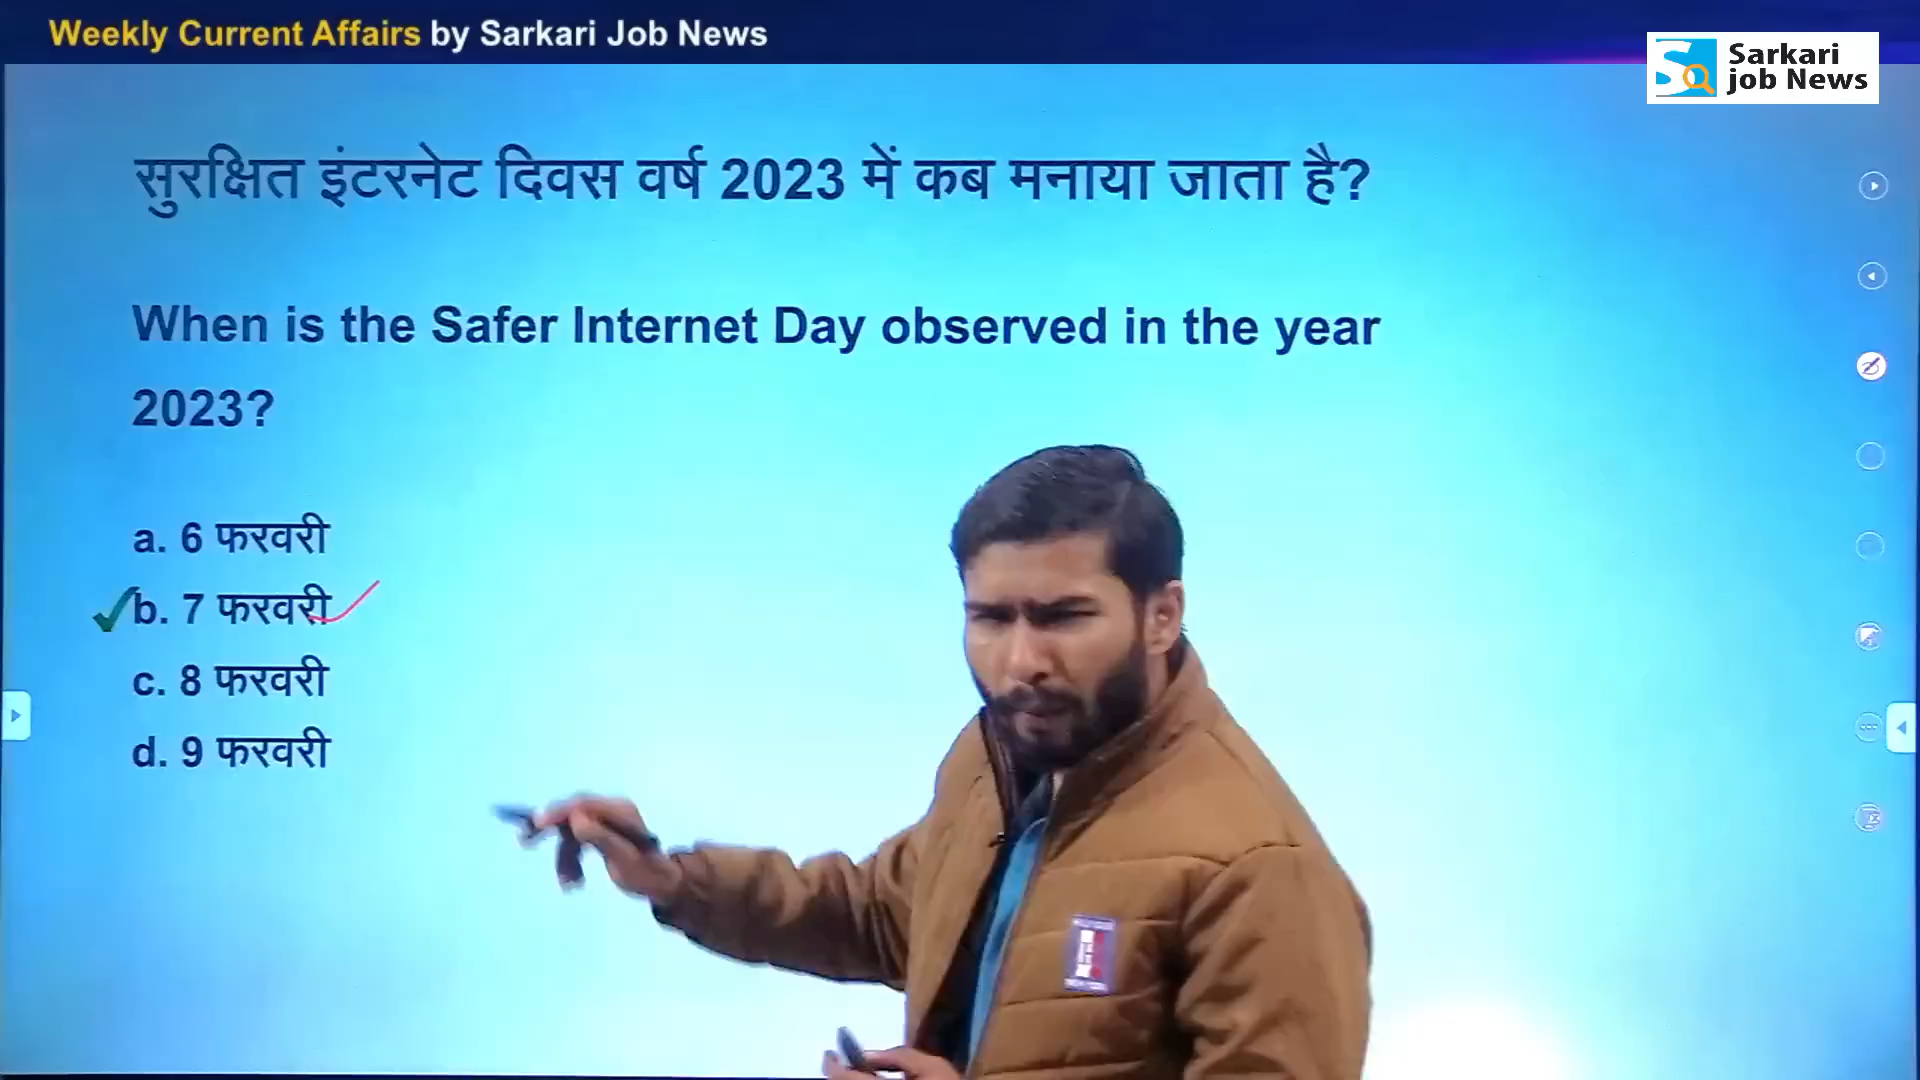 Weekly Current Affairs by Sarkari Job News
Sarkari
job News
सुरक्षित इंटरनेट दिवस वर्ष 2023 में कब मनाया जाता है?
When is the Safer Internet Day observed in the year
2023?
a. 6 फरवरी
b. 7 फरवरी
c. 8 फरवरी
d. 9 फरवरी